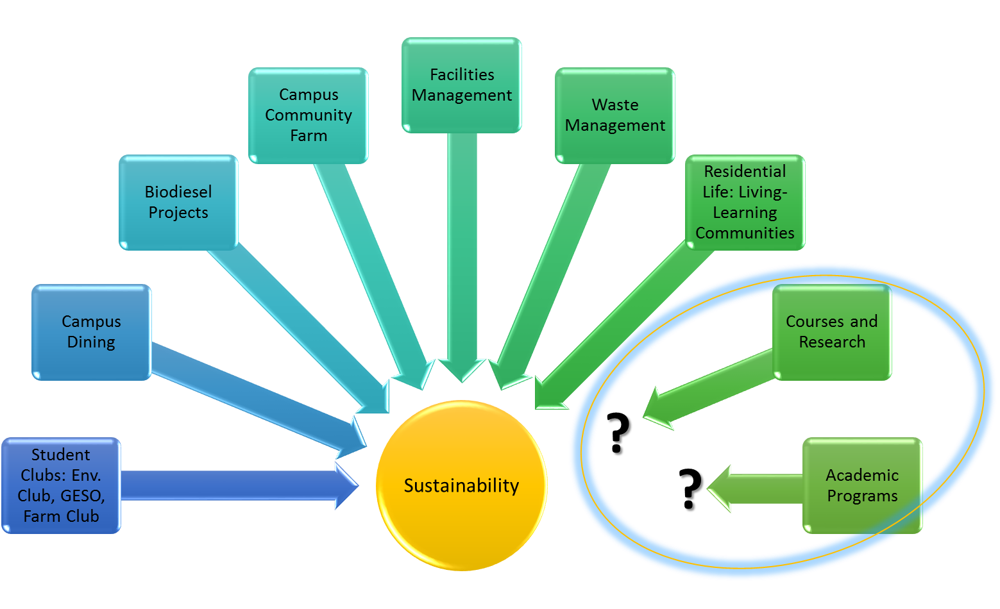 Facilities
Management
Campus
Community
Farm
Waste
Management
Biodiesel
Projects
Residential
Life: Living-
Learning
Communities
Campus
Dining
Courses and
Research
?
Student
Clubs: Env.
Club, GESO,
Farm Club
Sustainability
?
Academic
Programs